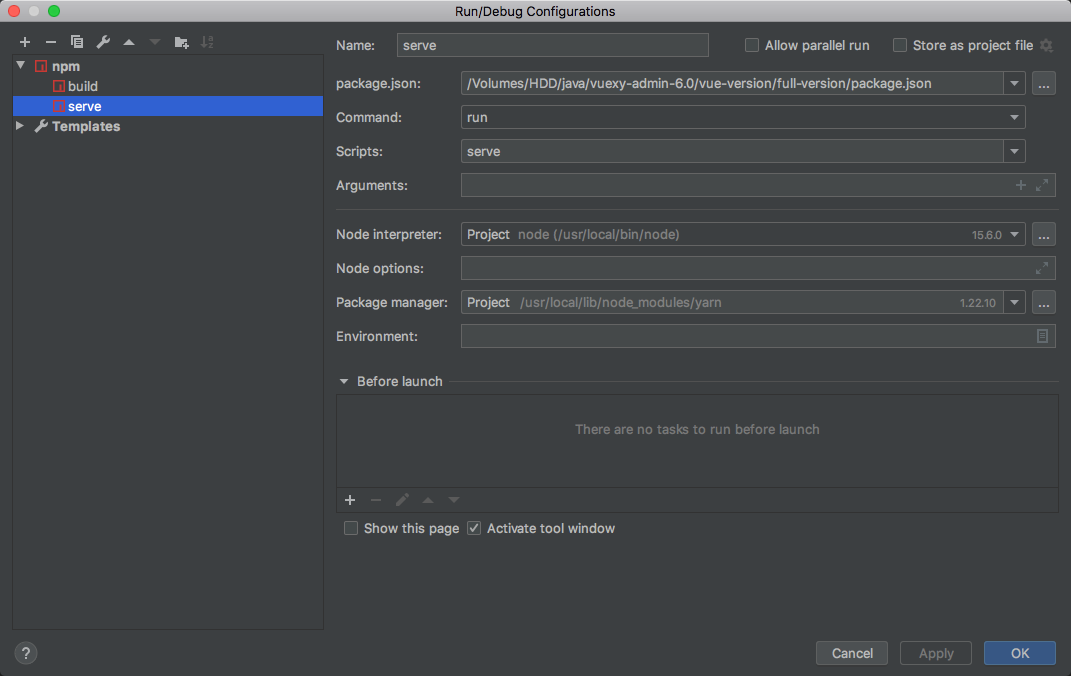 Run/Debug Configurations
npm
build
serve
Templates
Name: serve Allow parallel run Store as project file
package.json: /Volumes/HDD/java/vuexy-admin-6.0/vue-version/full-version/package.json ...
Command: run
Scripts: serve
Arguments:
Node interpreter: Project node (/usr/local/bin/node) 15.6.0 ...
Node options:
Package manager: Project /usr/local/lib/node_modules/yarn 1.22.10 ...
Environment:
Before launch
There are no tasks to run before launch
Show this page Activate tool window
? Cancel Apply OK